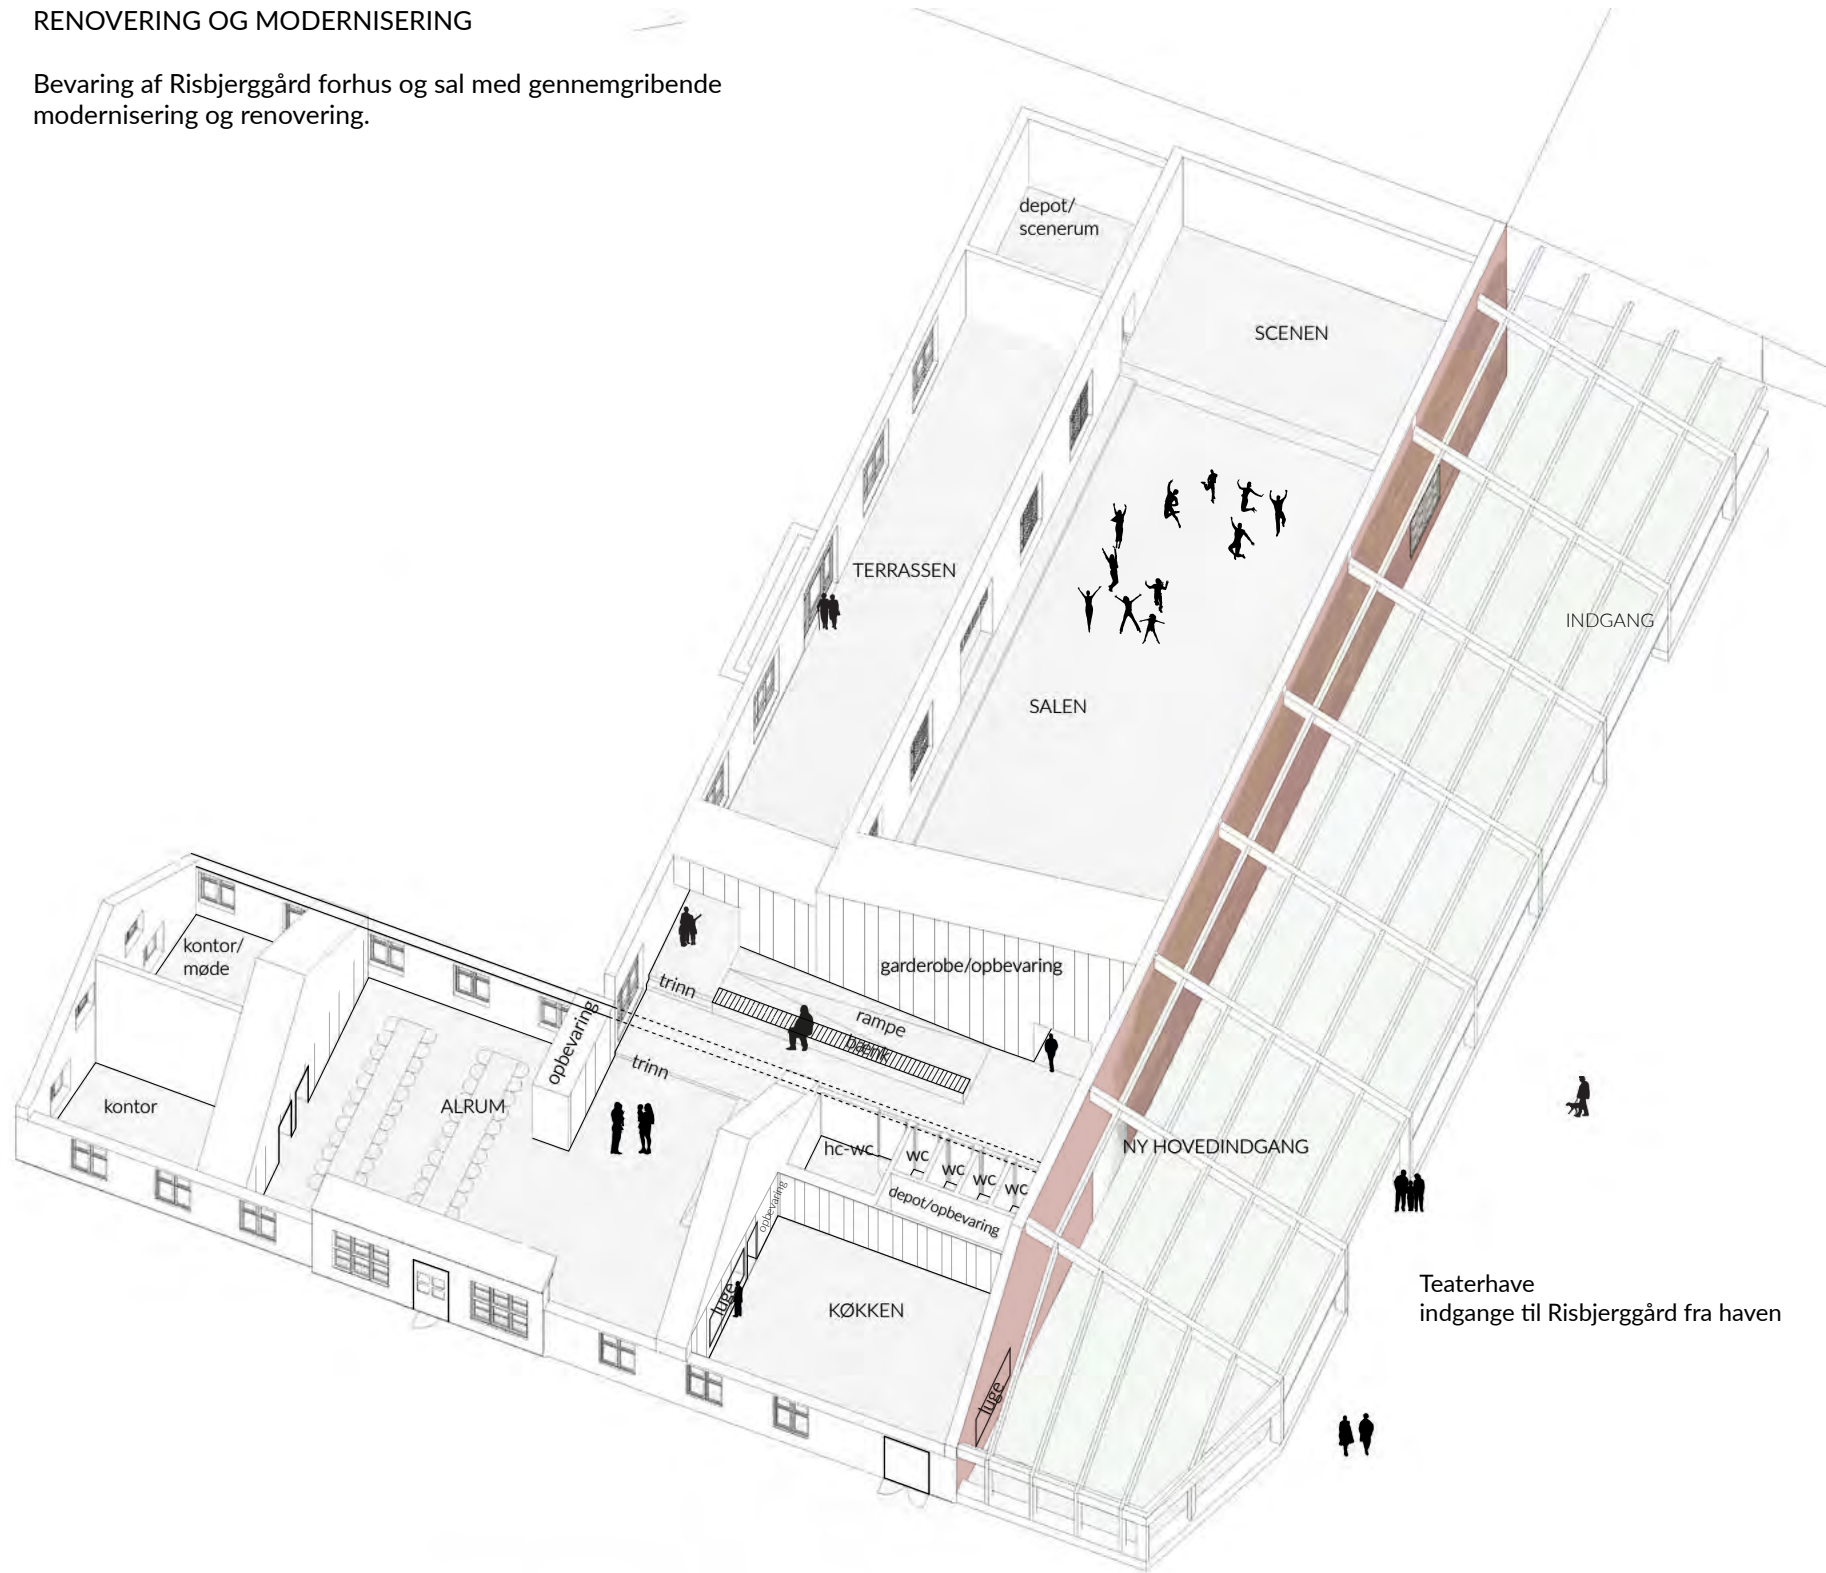 RENOVERING OG MODERNISERING
Bevaring af Risbjerggård forhus og sal med gennemgribende
modernisering og renovering.
depot/
scenerum
SCENEN
TERRASSEN
INDGANG
SALEN
kontor/
møde
garderobe/opbevaring
trinn
rampe
bænk
opbevaring
trinn
kontor
ALRUM
hc-wc
wc
wc
wc
wc
NY HOVEDINDGANG
depot/opbevaring
opbevaring
luge
KØKKEN
luge
Teaterhave
indgange til Risbjerggård fra haven